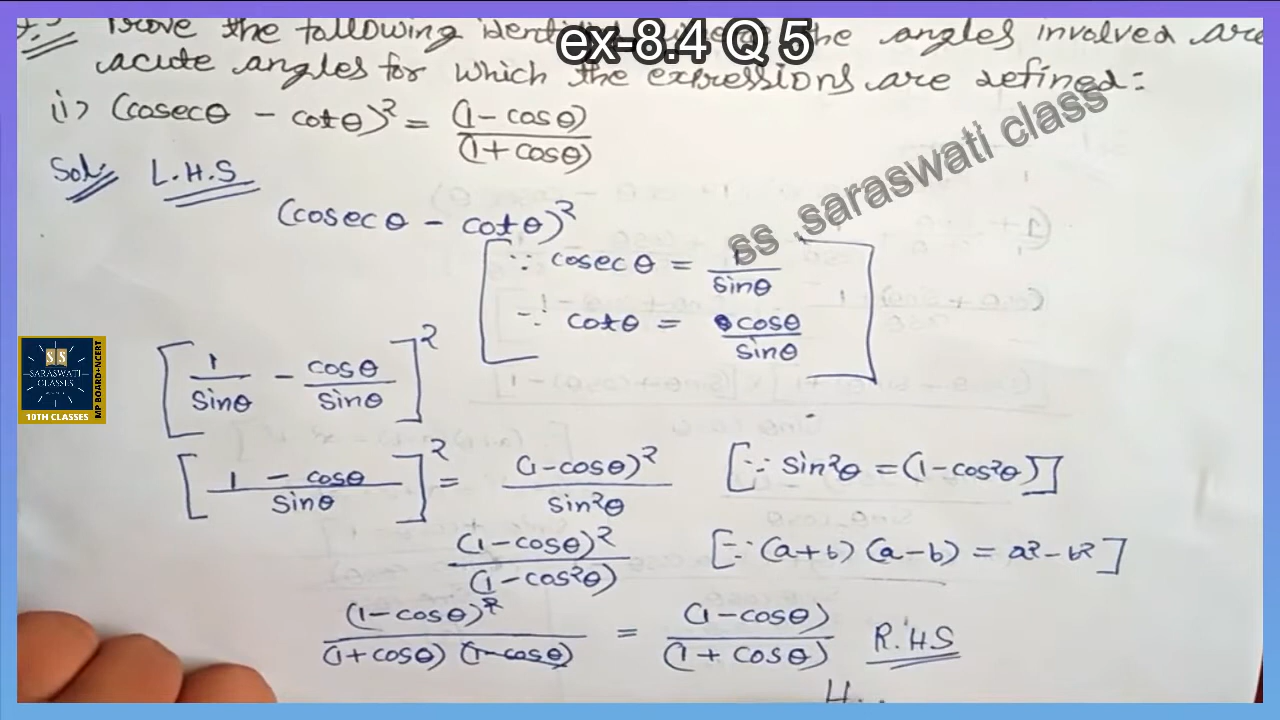 ex-8.4 Q 5
Prove the following the angles involved are
acute angles for which the expressions are defined:
(i) (cosecθ - cotθ)² = (1-cosθ)/(1+cosθ)
ss .saraswati class
Sol: L.H.S
(cosecθ - cotθ)²
[∵ cosecθ = 1/sinθ
∵ cotθ = cosθ/sinθ]
[1/sinθ - cosθ/sinθ]²
[1 - cosθ/sinθ]² = (1-cosθ)²/sin²θ [∵ sin²θ = (1-cos²θ)]
(1-cosθ)²/(1-cos²θ) [∵ (a+b) (a-b) = a²-b²]
(1-cosθ)²/(1+cosθ) (1-cosθ) = (1-cosθ)/(1+cosθ) R.H.S
H..
SS
SARASWATI
CLASSES
10TH CLASSES
MP BOARD-NCERT